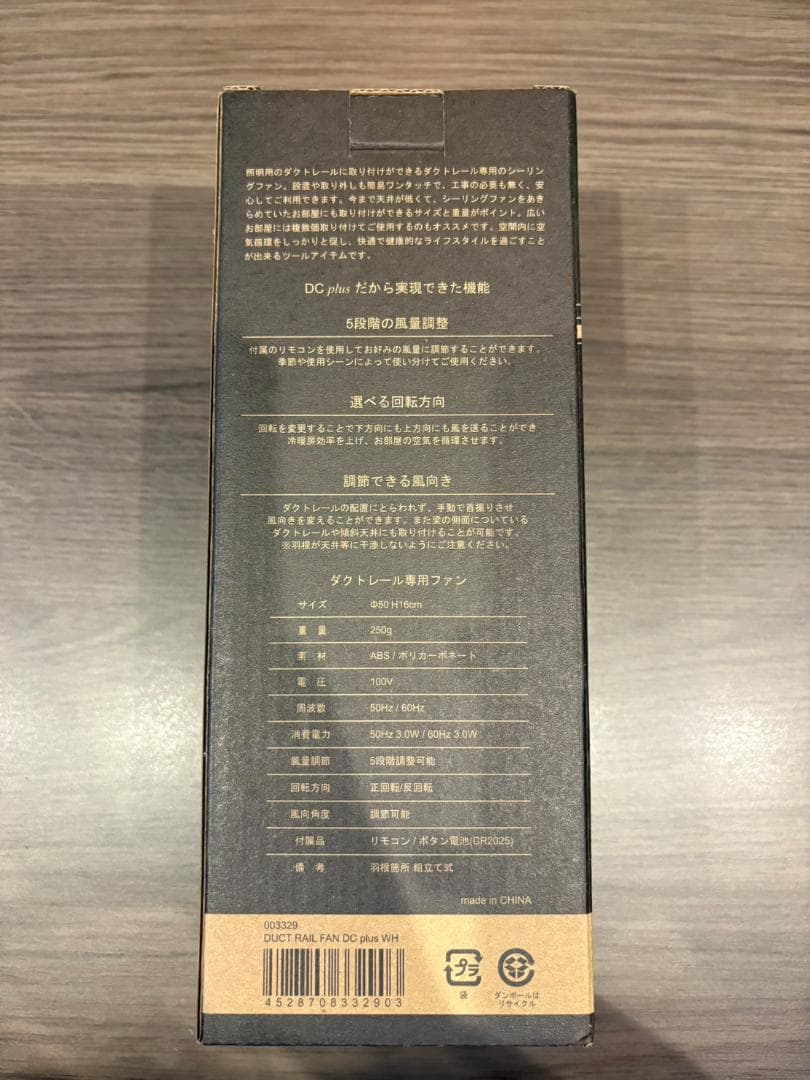 照明用のダクトレールに取り付けができるダクトレール専用のシーリン
グファン。設置や取り外しも簡易ワンタッチで、工事の必要も無く、安
心してご利用できます。今まで天井が低くて、シーリングファンをあき
らめていたお部屋にも取り付けができるサイズと重量がポイント。広い
お部屋には複数個取り付けてご使用するのもオススメです。空間内に空
気循環をしっかりと促し、快適で健康的なライフスタイルを過ごすこと
が出来るツールアイテムです。
DC plus だから実現できた機能
5段階の風量調整
付属のリモコンを使用してお好みの風量に調節することができます。
季節や使用シーンによって使い分けてご使用ください。
選べる回転方向
回転を変更することで下方向にも上方向にも風を送ることができ
冷暖房効率を上げ、お部屋の空気を循環させます。
調節できる風向き
ダクトレールの配置にとらわれず、手動で首振りさせ
風向きを変えることができます。また梁の側面についている
ダクトレールや傾斜天井にも取り付けることが可能です。
※羽根が天井等に干渉しないようにご注意ください。
ダクトレール専用ファン
サイズ Φ50 H16cm
重量 250g
素材 ABS / ポリカーボネート
電圧 100V
周波数 50Hz / 60Hz
消費電力 50Hz 3.0W / 60Hz 3.0W
風量調節 5段階調整可能
回転方向 正回転/反回転
風向角度 調節可能
付属品 リモコン / ボタン電池(CR2025)
備考 羽根箇所 組立て式
made in CHINA
003329
DUCT RAIL FAN DC plus WH
4528708332903
プラ
袋
ダンボールは
リサイクル